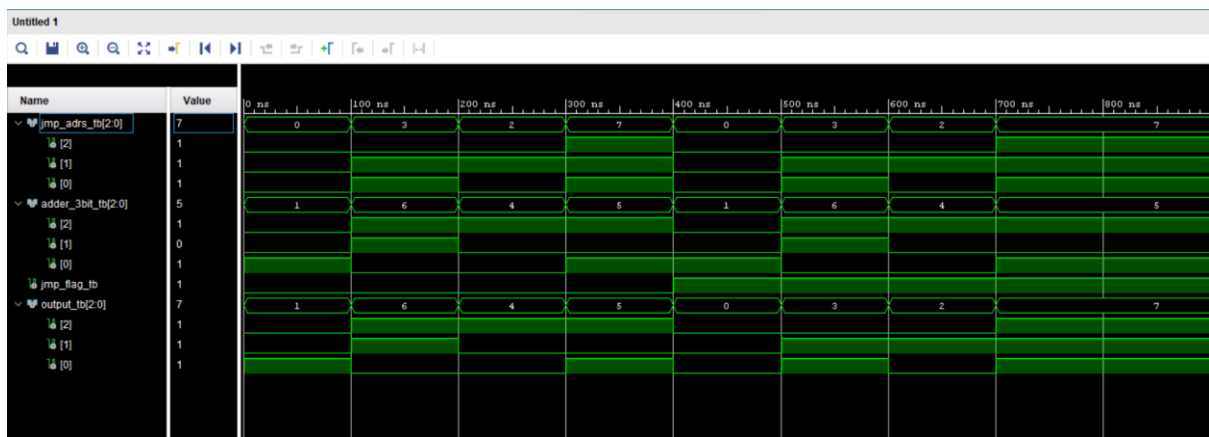 Untitled 1
Name Value 0 ns 100 ns 200 ns 300 ns 400 ns 500 ns 600 ns 700 ns 800 ns
jmp_adrs_tb[2:0] 7 0 3 2 7 0 3 2 7
[2] 1
[1] 1
[0] 1
adder_3bit_tb[2:0] 5 1 6 4 5 1 6 4 5
[2] 1
[1] 0
[0] 1
jmp_flag_tb 1
output_tb[2:0] 7 1 6 4 5 0 3 2 7
[2] 1
[1] 1
[0] 1